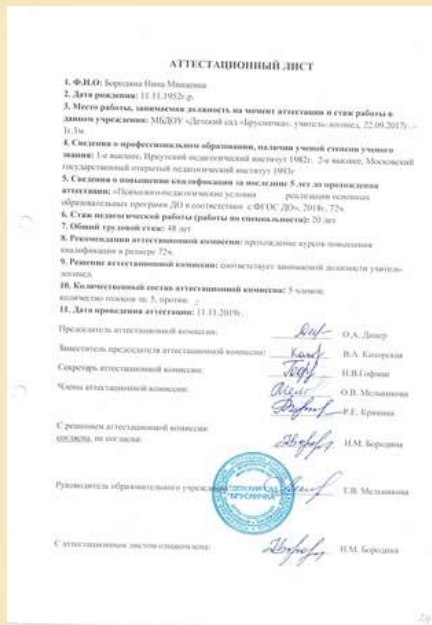 АТТЕСТАЦИОННЫЙ ЛИСТ
1. Ф.И.О: Бородина Нина
2. Дата рождения: 11.11.1952г.р.
3. Место работы, занимаемая должность на момент аттестации и стаж работы в
данном учреждении: МБДОУ «Детский сад «Брусничка», учитель-логопед, 22.09.2017г. –
1г.1м.
4. Сведения о профессиональном образовании, наличии ученой степени ученого
звания: 1-е высшее, Иркутский педагогический институт 1982г. 2-е высшее, Московский
государственный открытый педагогический институт 1993г
5. Сведения о повышение квалификации за последние 5 лет до прохождения
аттестации: «Психолого-педагогические условия реализации основных
образовательных программ ДО в соответствии с ФГОС ДО», 2018г, 72ч.
6. Стаж педагогической работы (работы по специальности): 20 лет
7. Общий трудовой стаж: 48 лет
8. Рекомендации аттестационной комиссии: прохождение курсов повышения
квалификации в размере 72ч.
9. Решение аттестационной комиссии: соответствует занимаемой должности учитель-
логопед.
10. Количественный состав аттестационной комиссии: 5 членов;
количество голосов за: 5, против:
11. Дата проведения аттестации: 11.11.2019г.
Председатель аттестационной комиссии: О.А.
Заместитель председателя аттестационной комиссии: В.А.
Секретарь аттестационной комиссии: Н.В.Гофман
Члены аттестационной комиссии: О.В. Мельникова
Р.Е.
С решением аттестационной комиссии
согласна, не согласна: Н.М. Бородина
Руководитель образовательного учреждения Т.В. Мельникова
ДЕТСКИЙ САД
БРУСНИЧКА
С аттестационным листом ознакомлена: Н.М. Бородина